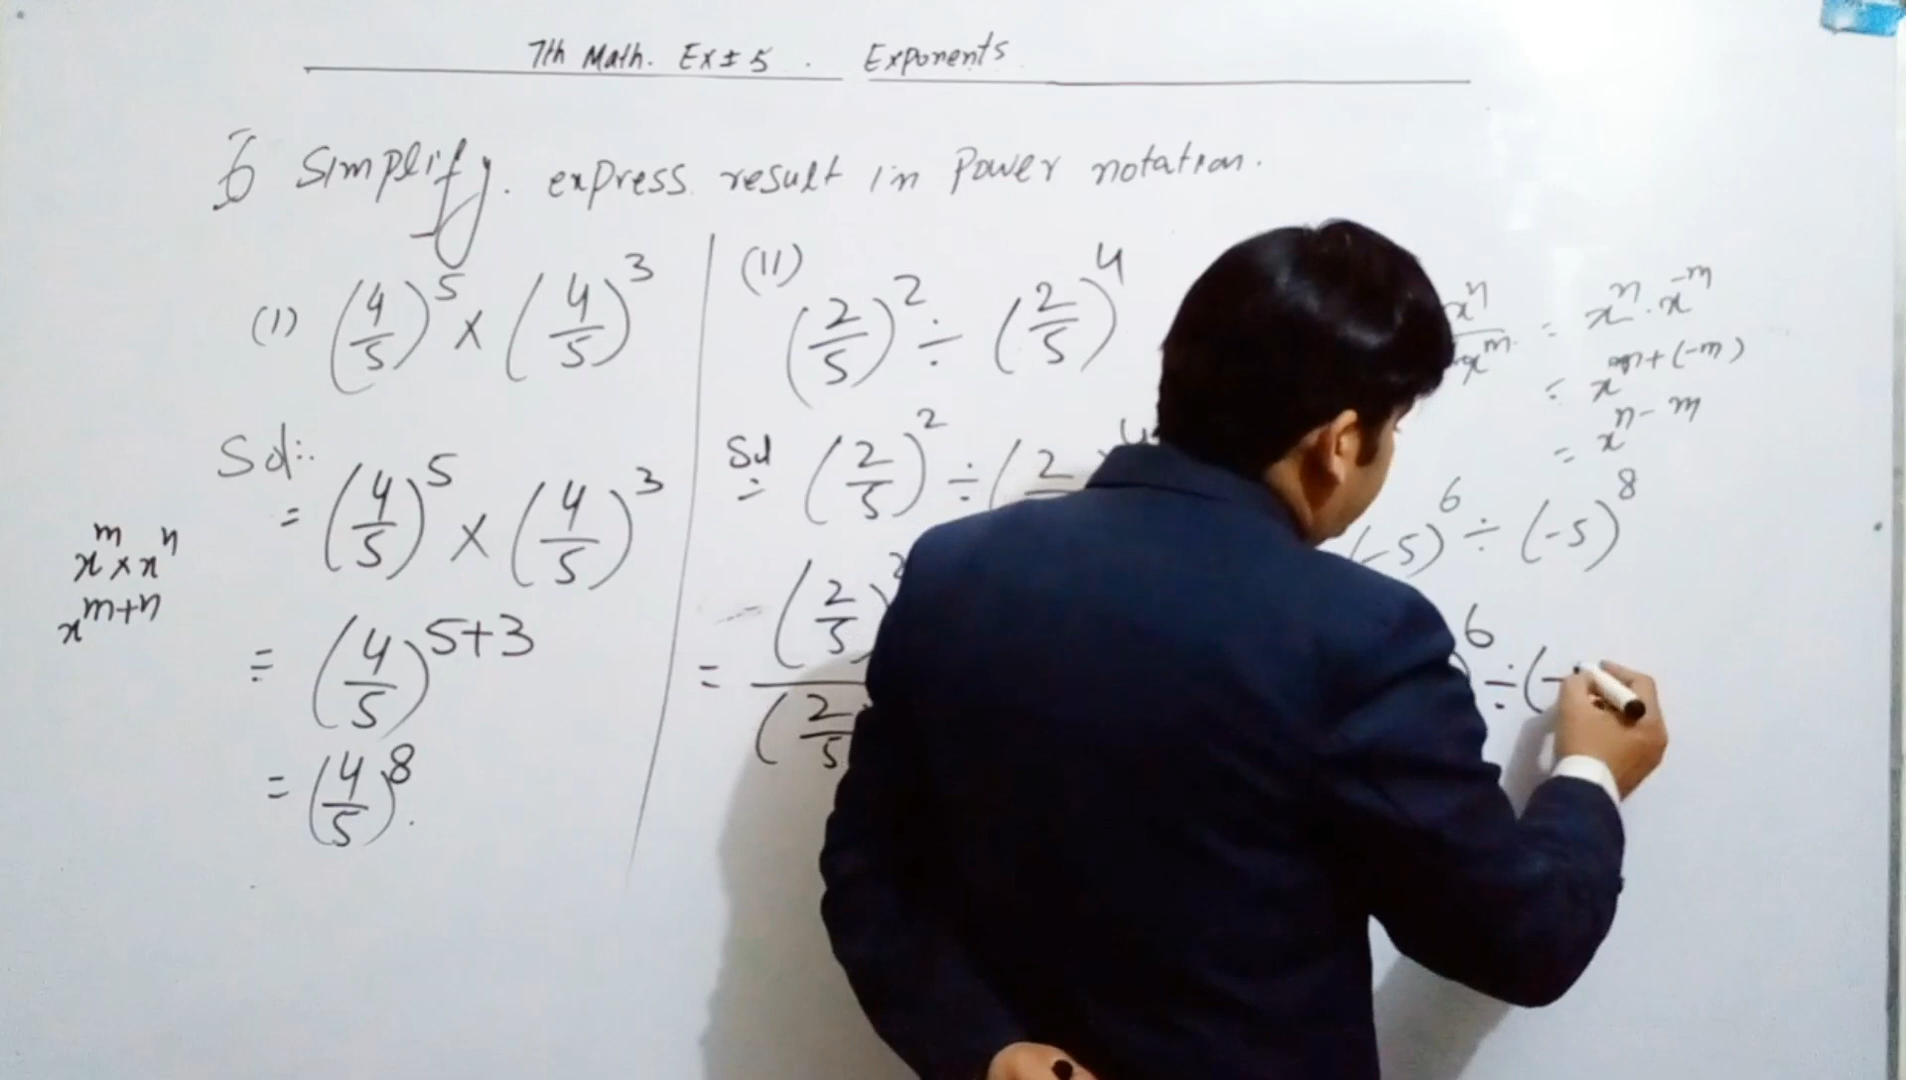 7th Math. Ex ± 5 . Exponents
6 Simplify. express result in Power notation.
(I) (4/5)^5 × (4/5)^3
Sol:.
= (4/5)^5 × (4/5)^3
x^m × x^n
x^{m+n}
= (4/5)^{5+3}
= (4/5)^8.
(II)
(2/5)^2 ÷ (2/5)^4
Sol
= (2/5)^2 ÷ (2
= (2/5)
(2/5
x^n/x^m = x^n . x^{-m}
= x^{n+(-m)}
= x^{n-m}
(-5)^6 ÷ (-5)^8
)^6 ÷ (-